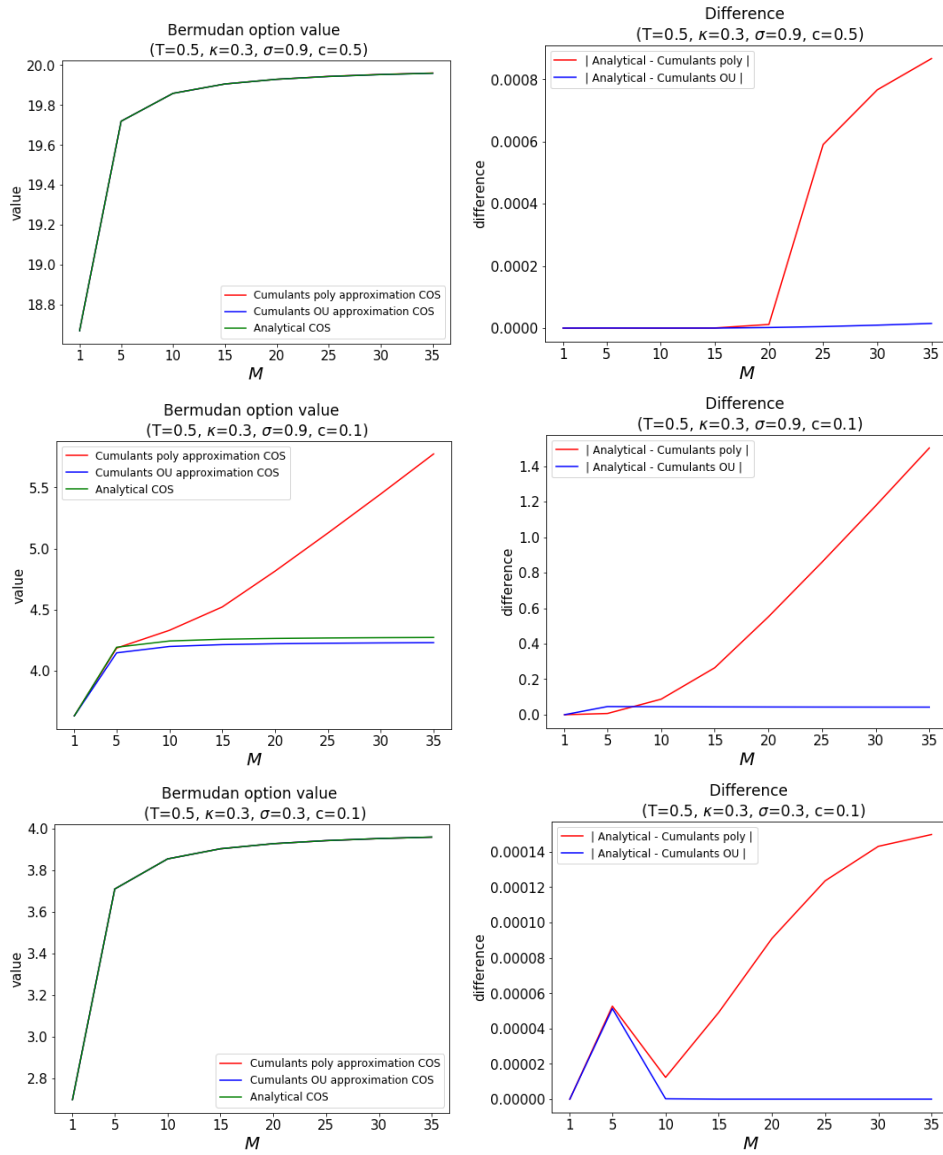 Bermudan option value
(T=0.5, κ=0.3, σ=0.9, c=0.5)
20.0
19.8
19.6
19.4
19.2
19.0
18.8
value
Cumulants poly approximation COS
Cumulants OU approximation COS
Analytical COS
1 5 10 15 20 25 30 35
M
Difference
(T=0.5, κ=0.3, σ=0.9, c=0.5)
| Analytical - Cumulants poly |
| Analytical - Cumulants OU |
0.0008
0.0006
0.0004
0.0002
0.0000
difference
1 5 10 15 20 25 30 35
M
Bermudan option value
(T=0.5, κ=0.3, σ=0.9, c=0.1)
Cumulants poly approximation COS
Cumulants OU approximation COS
Analytical COS
5.5
5.0
4.5
4.0
value
1 5 10 15 20 25 30 35
M
Difference
(T=0.5, κ=0.3, σ=0.9, c=0.1)
| Analytical - Cumulants poly |
| Analytical - Cumulants OU |
1.4
1.2
1.0
0.8
0.6
0.4
0.2
0.0
difference
1 5 10 15 20 25 30 35
M
Bermudan option value
(T=0.5, κ=0.3, σ=0.3, c=0.1)
4.0
3.8
3.6
3.4
3.2
3.0
2.8
value
Cumulants poly approximation COS
Cumulants OU approximation COS
Analytical COS
1 5 10 15 20 25 30 35
M
Difference
(T=0.5, κ=0.3, σ=0.3, c=0.1)
| Analytical - Cumulants poly |
| Analytical - Cumulants OU |
0.00014
0.00012
0.00010
0.00008
0.00006
0.00004
0.00002
0.00000
difference
1 5 10 15 20 25 30 35
M